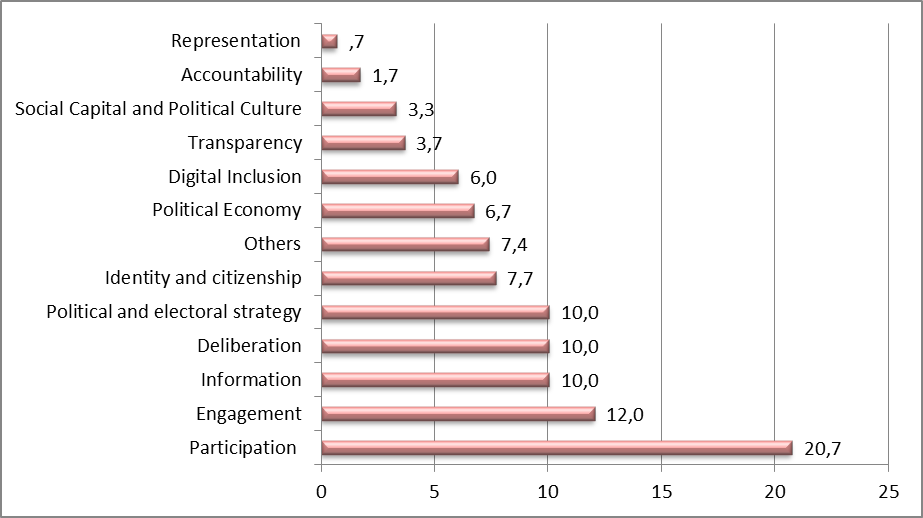 Representation ,7
Accountability 1,7
Social Capital and Political Culture 3,3
Transparency 3,7
Digital Inclusion 6,0
Political Economy 6,7
Others 7,4
Identity and citizenship 7,7
Political and electoral strategy 10,0
Deliberation 10,0
Information 10,0
Engagement 12,0
Participation 20,7
0 5 10 15 20 25